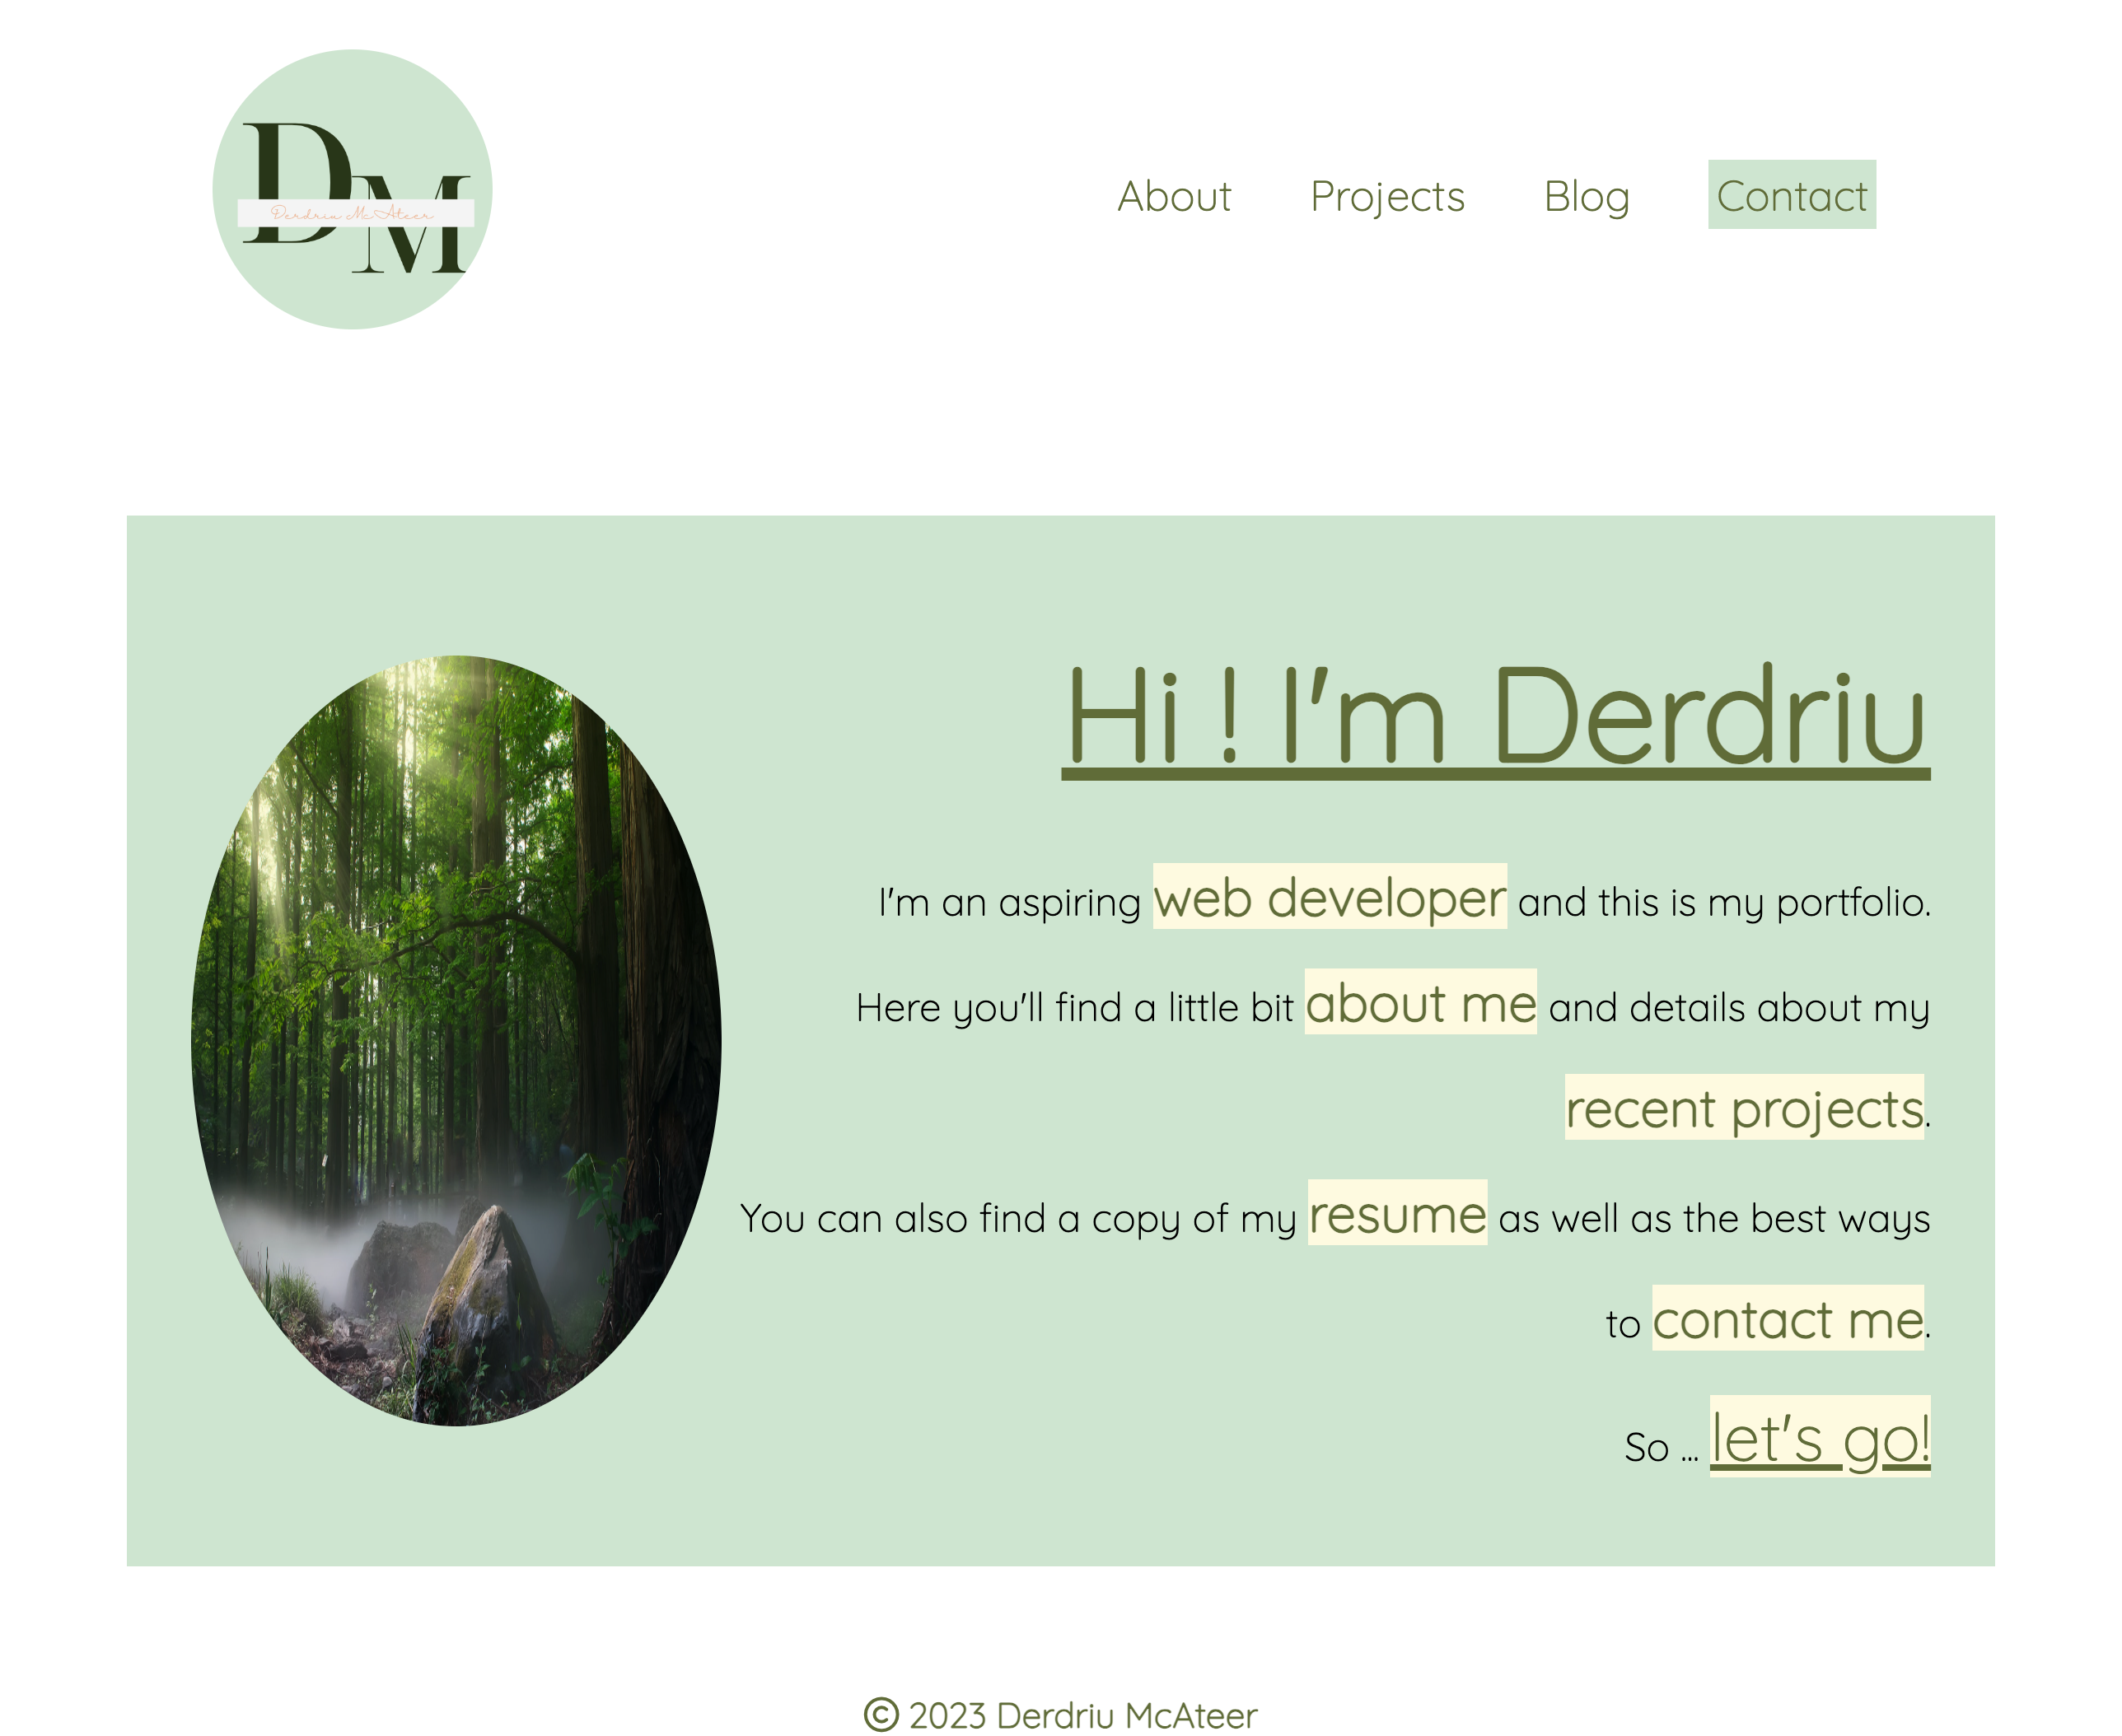 DM
Derdriu McAteer
About Projects Blog Contact
Hi ! I'm Derdriu
I'm an aspiring web developer and this is my portfolio.
Here you'll find a little bit about me and details about my
recent projects.
You can also find a copy of my resume as well as the best ways
to contact me.
So ... let's go!
© 2023 Derdriu McAteer